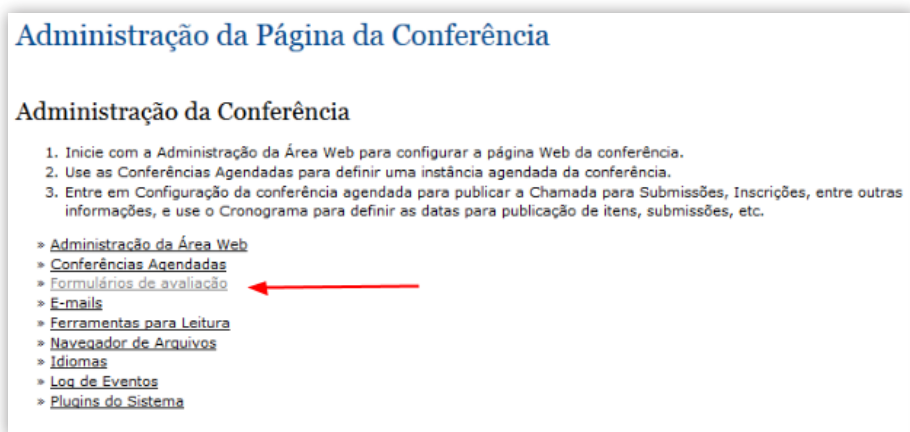 Administração da Página da Conferência
Administração da Conferência
1. Inicie com a Administração da Área Web para configurar a página Web da conferência.
2. Use as Conferências Agendadas para definir uma instância agendada da conferência.
3. Entre em Configuração da conferência agendada para publicar a Chamada para Submissões, Inscrições, entre outras
informações, e use o Cronograma para definir as datas para publicação de itens, submissões, etc.
» Administração da Área Web
» Conferências Agendadas
» Formulários de avaliação
» E-mails
» Ferramentas para Leitura
» Navegador de Arquivos
» Idiomas
» Log de Eventos
» Plugins do Sistema